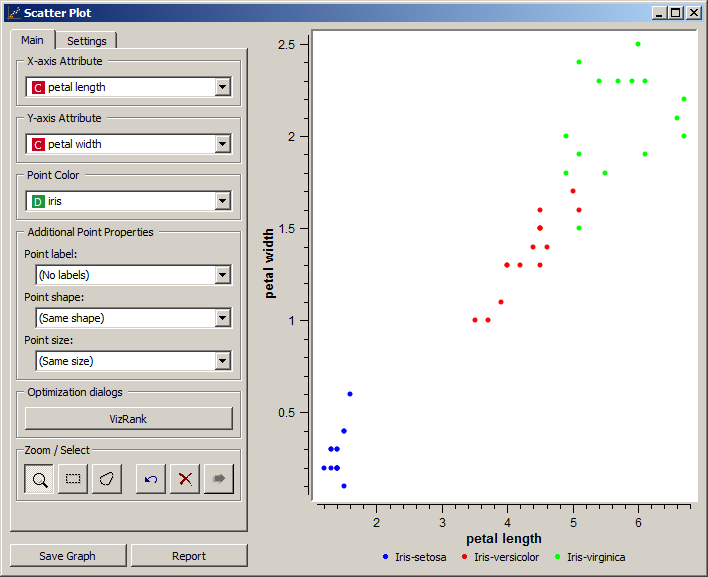 Scatter Plot
Main Settings
X-axis Attribute
C petal length
Y-axis Attribute
C petal width
Point Color
D iris
Additional Point Properties
Point label:
(No labels)
Point shape:
(Same shape)
Point size:
(Same size)
Optimization dialogs
VizRank
Zoom / Select
Save Graph Report
2.5
2
1.5
1
0.5
petal width
2 3 4 5 6
petal length
Iris-setosa Iris-versicolor Iris-virginica